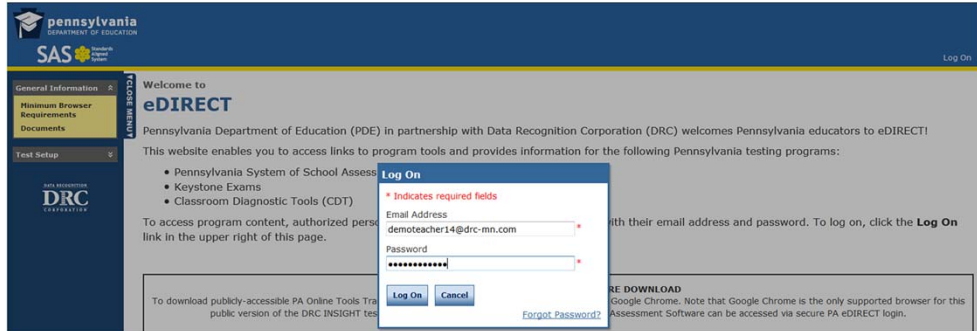 pennsylvania
DEPARTMENT OF EDUCATION
SAS Standards Aligned System
Log On
General Information
Minimum Browser Requirements
Documents
Test Setup
DATA RECOGNITION
DRC
CORPORATION
CLOSE MENU
Welcome to
eDIRECT
Pennsylvania Department of Education (PDE) in partnership with Data Recognition Corporation (DRC) welcomes Pennsylvania educators to eDIRECT!
This website enables you to access links to program tools and provides information for the following Pennsylvania testing programs:
• Pennsylvania System of School Assess
• Keystone Exams
• Classroom Diagnostic Tools (CDT)
To access program content, authorized perso
ith their email address and password. To log on, click the Log On
link in the upper right of this page.
Log On
* Indicates required fields
Email Address
demoteacher14@drc-mn.com *
Password
•••••••••••• *
Log On Cancel
Forgot Password?
RE DOWNLOAD
To download publicly-accessible PA Online Tools Tra
Google Chrome. Note that Google Chrome is the only supported browser for this
public version of the DRC INSIGHT tes
Assessment Software can be accessed via secure PA eDIRECT login.